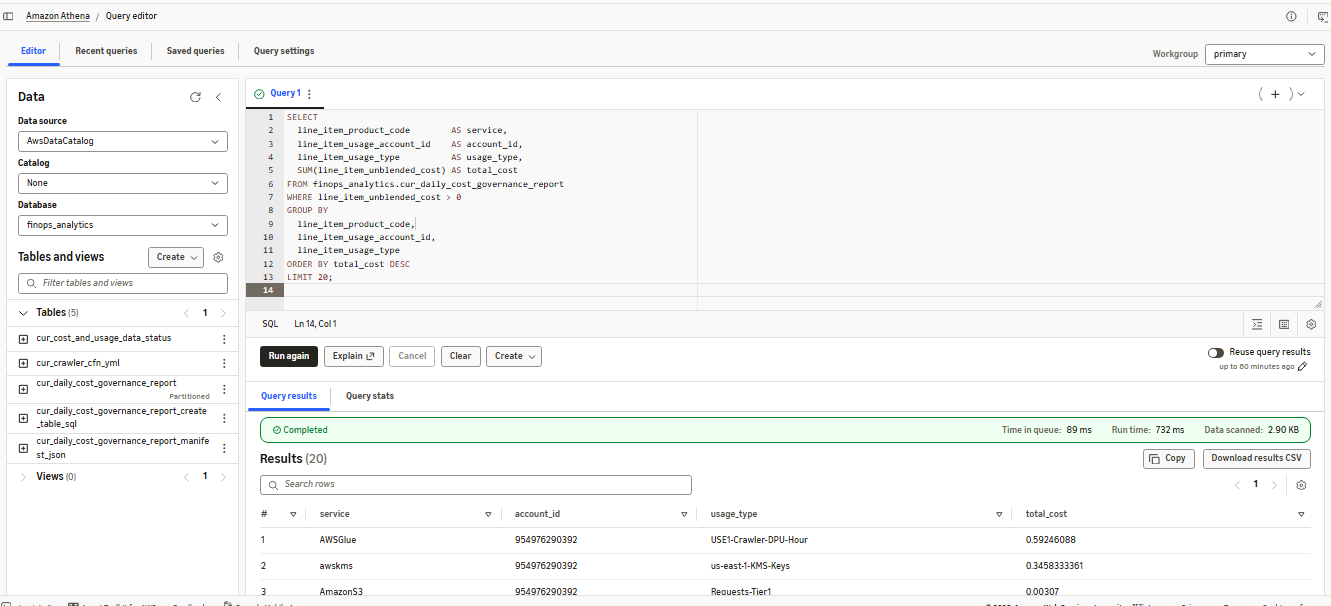 Amazon Athena / Query editor
Editor Recent queries Saved queries Query settings
Workgroup primary
Data
Data source
AwsDataCatalog
Catalog
None
Database
finops_analytics
Tables and views Create
Filter tables and views
Tables (5) 1
cur_cost_and_usage_data_status
cur_crawler_cfn_yml
cur_daily_cost_governance_report
Partitioned
cur_daily_cost_governance_report_create
_table_sql
cur_daily_cost_governance_report_manife
st_json
Views (0) 1
Query 1
1 SELECT
2 line_item_product_code AS service,
3 line_item_usage_account_id AS account_id,
4 line_item_usage_type AS usage_type,
5 SUM(line_item_unblended_cost) AS total_cost
6 FROM finops_analytics.cur_daily_cost_governance_report
7 WHERE line_item_unblended_cost > 0
8 GROUP BY
9 line_item_product_code,
10 line_item_usage_account_id,
11 line_item_usage_type
12 ORDER BY total_cost DESC
13 LIMIT 20;
14
SQL Ln 14, Col 1
Run again Explain Cancel Clear Create
Reuse query results
up to 60 minutes ago
Query results Query stats
Completed Time in queue: 89 ms Run time: 732 ms Data scanned: 2.90 KB
Results (20) Copy Download results CSV
Search rows 1
# service account_id usage_type total_cost
1 AWSGlue 954976290392 USE1-Crawler-DPU-Hour 0.59246088
2 awskms 954976290392 us-east-1-KMS-Keys 0.3458333361
3 AmazonS3 954976290392 Requests-Tier1 0.00307